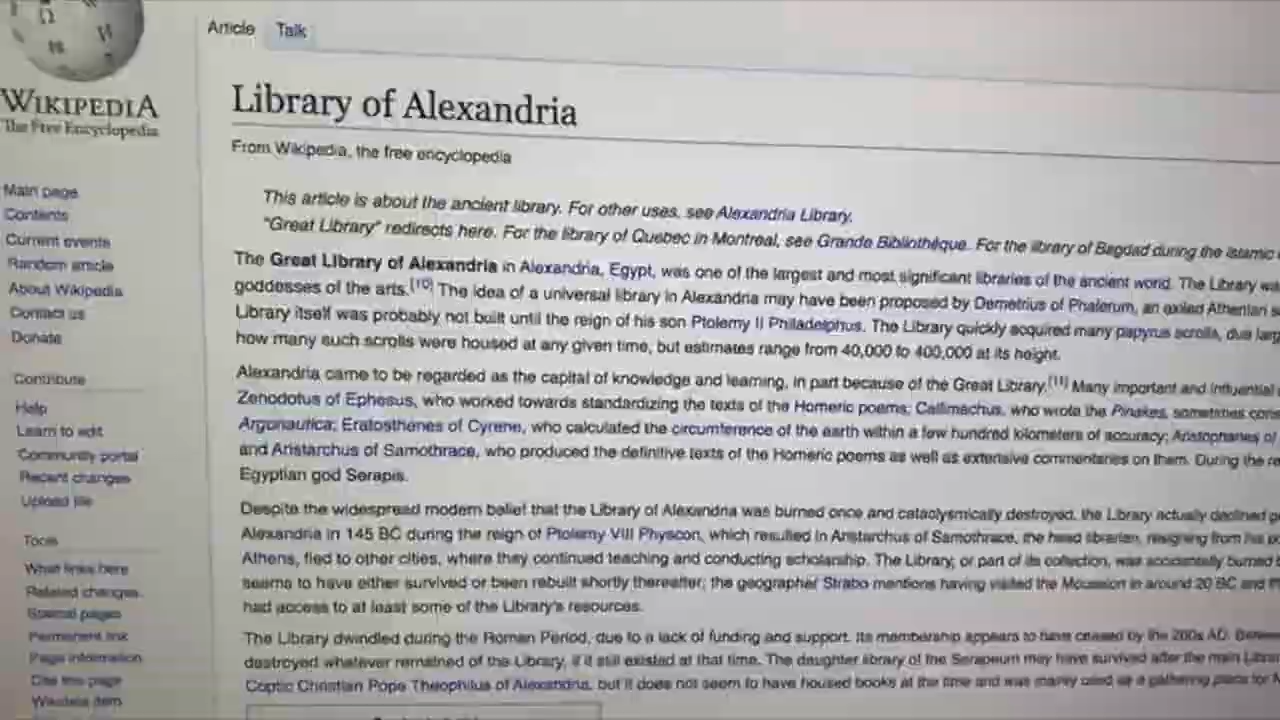 Article Talk
WIKIPEDIA
The Free Encyclopedia
Main page
Contents
Current events
Random article
About Wikipedia
Contact us
Donate
Contribute
Help
Learn to edit
Community portal
Recent changes
Upload file
Tools
What links here
Related changes
Special pages
Permanent link
Page information
Cite this page
Wikidata item
Library of Alexandria
From Wikipedia, the free encyclopedia
This article is about the ancient library. For other uses, see Alexandria Library.
"Great Library" redirects here. For the library of Quebec in Montreal, see Grande Bibliothèque. For the library of Bagdad during the Islamic
The Great Library of Alexandria in Alexandria, Egypt, was one of the largest and most significant libraries of the ancient world. The Library wa
goddesses of the arts.[10] The idea of a universal library in Alexandria may have been proposed by Demetrius of Phalerum, an exiled Athenian s
Library itself was probably not built until the reign of his son Ptolemy II Philadelphus. The Library quickly acquired many papyrus scrolls, due larg
how many such scrolls were housed at any given time, but estimates range from 40,000 to 400,000 at its height.
Alexandria came to be regarded as the capital of knowledge and learning, in part because of the Great Library.[11] Many important and influential
Zenodotus of Ephesus, who worked towards standardizing the texts of the Homeric poems; Callimachus, who wrote the Pinakes, sometimes cons
Argonautica; Eratosthenes of Cyrene, who calculated the circumference of the earth within a few hundred kilometers of accuracy; Aristophanes of
and Aristarchus of Samothrace, who produced the definitive texts of the Homeric poems as well as extensive commentaries on them. During the re
Egyptian god Serapis.
Despite the widespread modern belief that the Library of Alexandria was burned once and cataclysmically destroyed, the Library actually declined
Alexandria in 145 BC during the reign of Ptolemy VIII Physcon, which resulted in Aristarchus of Samothrace, the head librarian, resigning from his
Athens, fled to other cities, where they continued teaching and conducting scholarship. The Library, or part of its collection, was accidentally burned
seems to have either survived or been rebuilt shortly thereafter; the geographer Strabo mentions having visited the Mouseion in around 20 BC and
had access to at least some of the Library's resources.
The Library dwindled during the Roman Period, due to a lack of funding and support. Its membership appears to have ceased by the 260s AD. Betwee
destroyed whatever remained of the Library, if it still existed at that time. The daughter library of the Serapeum may have survived after the main Libra
Coptic Christian Pope Theophilus of Alexandria, but it does not seem to have housed books at the time and was mainly used as a gathering place for